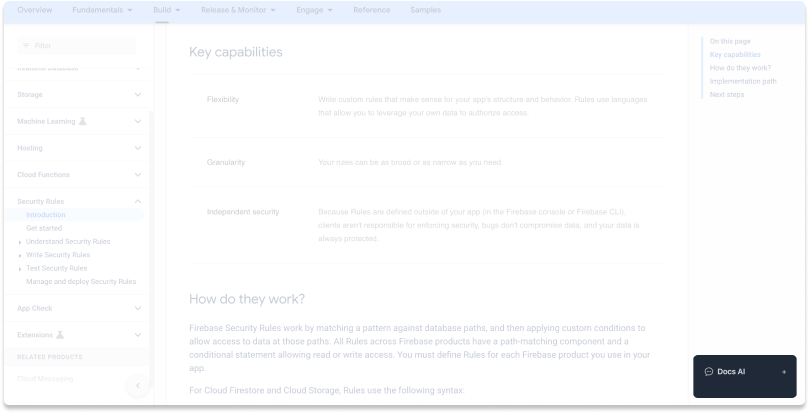 Overview Fundamentals Build Release & Monitor Engage Reference Samples
Filter
Realtime Database
Storage
Machine Learning
Hosting
Cloud Functions
Security Rules
Introduction
Get started
Understand Security Rules
Write Security Rules
Test Security Rules
Manage and deploy Security Rules
App Check
Extensions
RELATED PRODUCTS
Cloud Messaging
Key capabilities
Flexibility
Write custom rules that make sense for your app's structure and behavior. Rules use languages
that allow you to leverage your own data to authorize access.
Granularity
Your rules can be as broad or as narrow as you need.
Independent security
Because Rules are defined outside of your app (in the Firebase console or Firebase CLI),
clients aren't responsible for enforcing security, bugs don't compromise data, and your data is
always protected.
How do they work?
Firebase Security Rules work by matching a pattern against database paths, and then applying custom conditions to
allow access to data at those paths. All Rules across Firebase products have a path-matching component and a
conditional statement allowing read or write access. You must define Rules for each Firebase product you use in your
app.
For Cloud Firestore and Cloud Storage, Rules use the following syntax:
On this page
Key capabilities
How do they work?
Implementation path
Next steps
Docs AI +